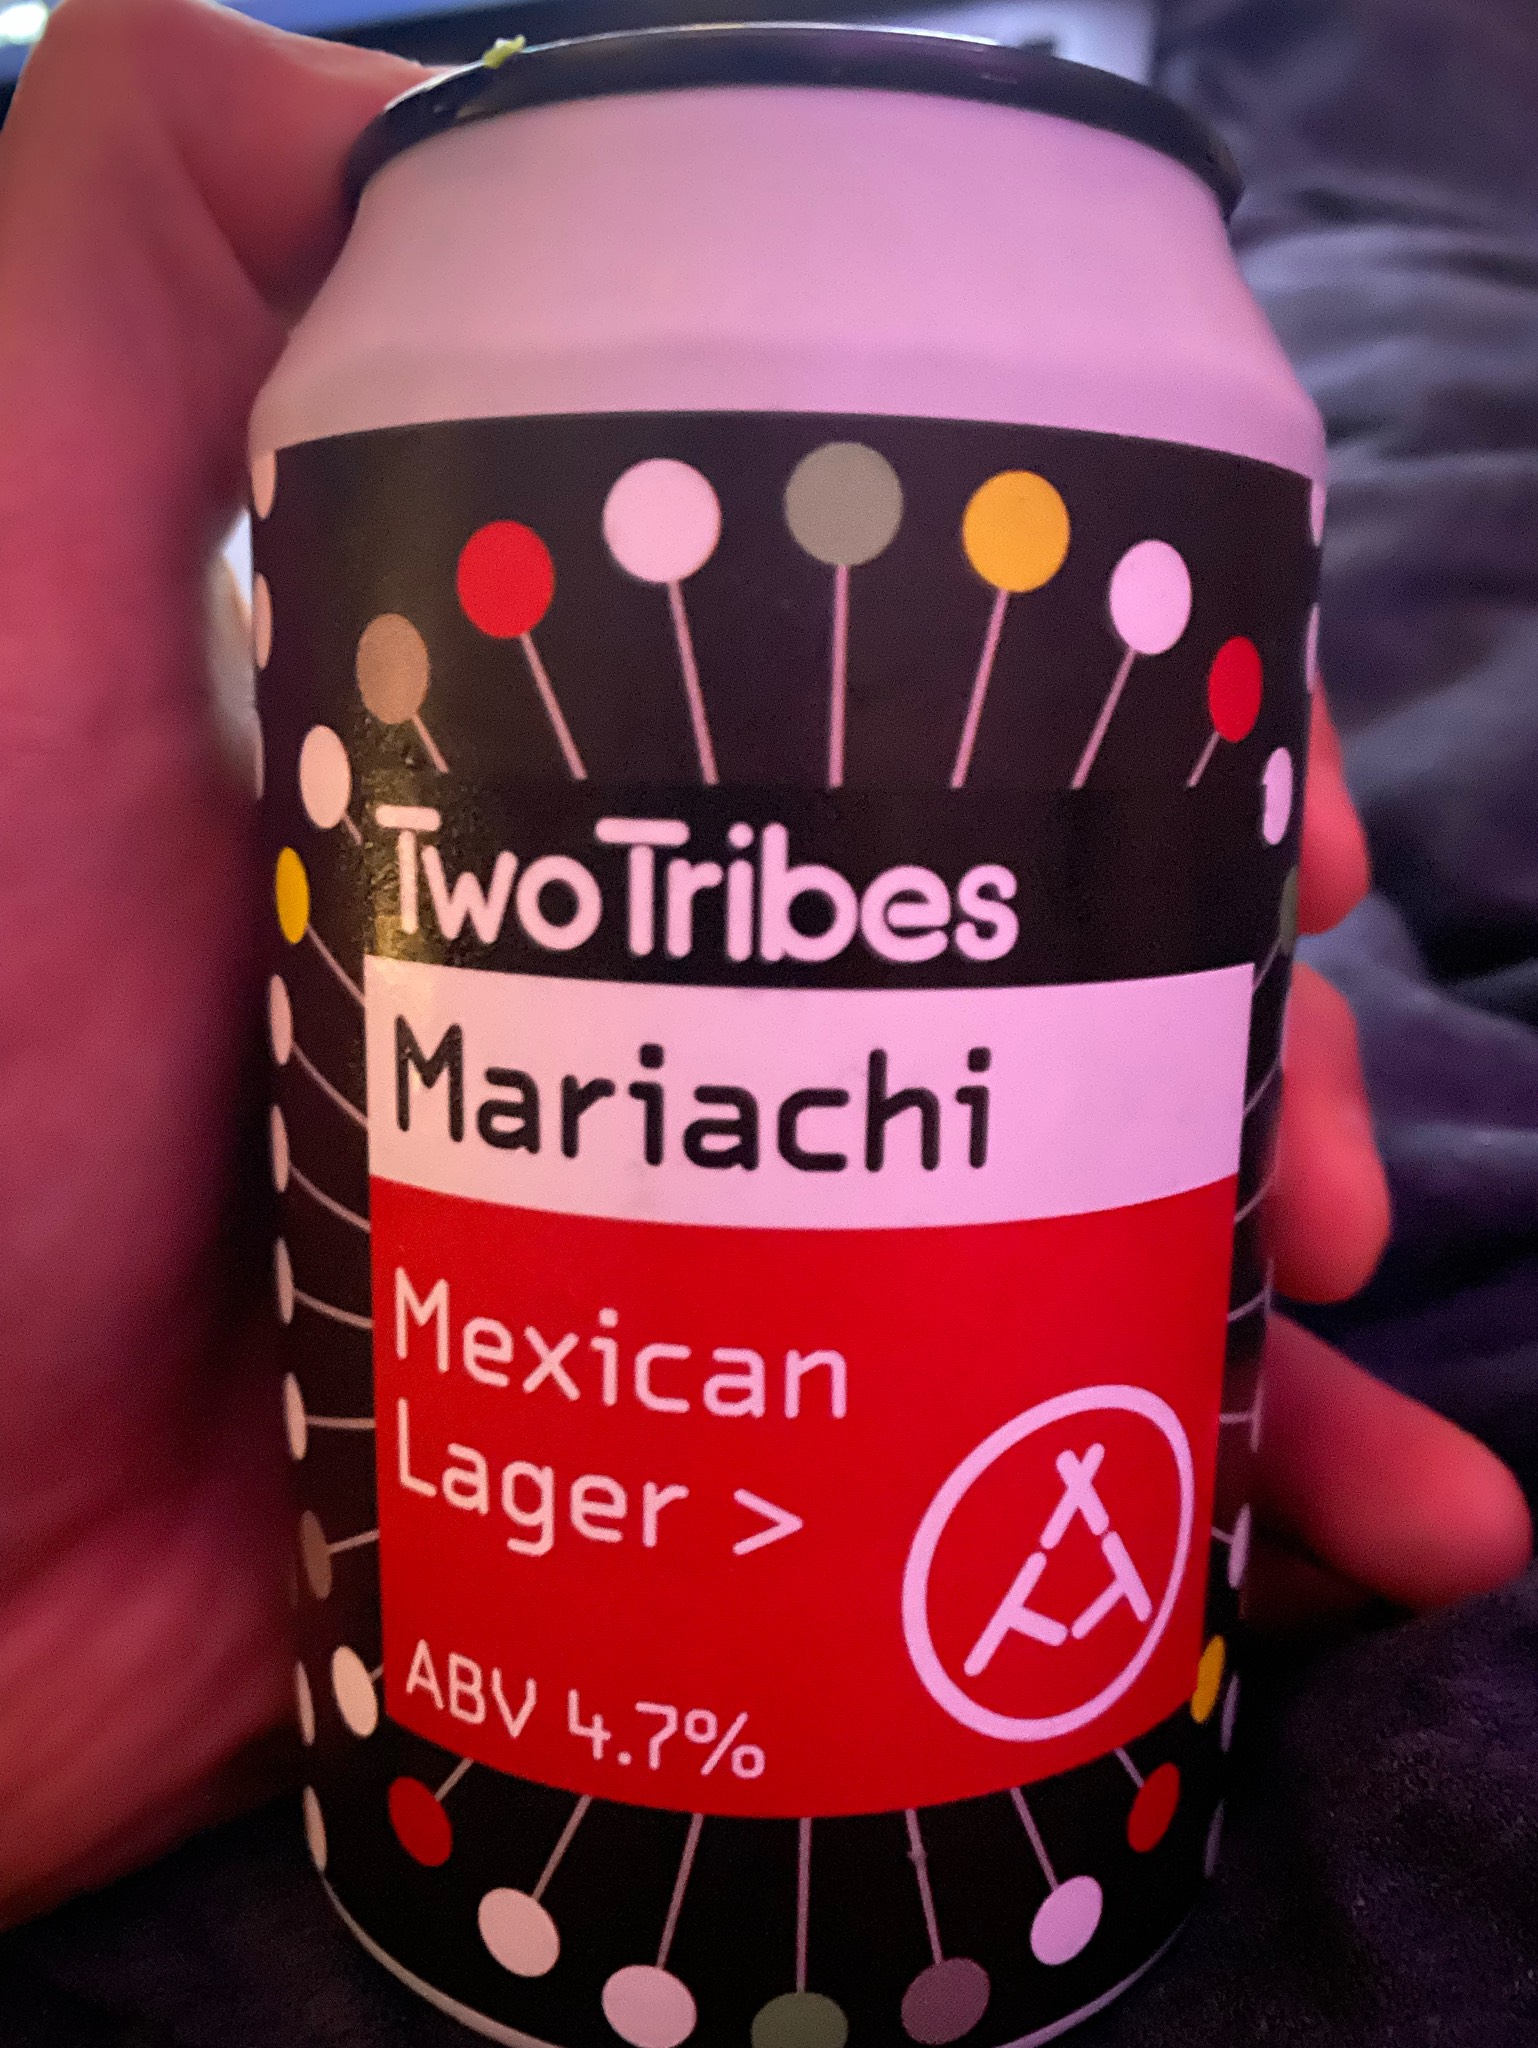 TwoTribes
Mariachi
Mexican
Lager >
ABV 4.7%